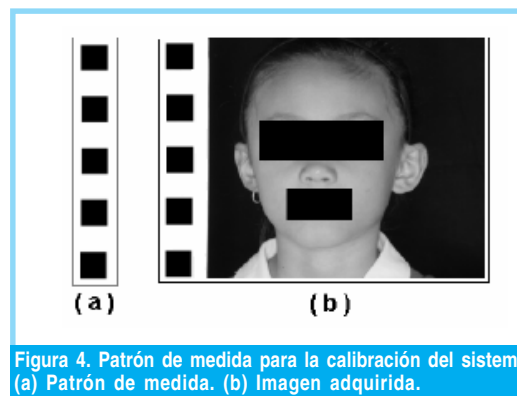 (a) (b)
Figura 4. Patrón de medida para la calibración del sistem
(a) Patrón de medida. (b) Imagen adquirida.